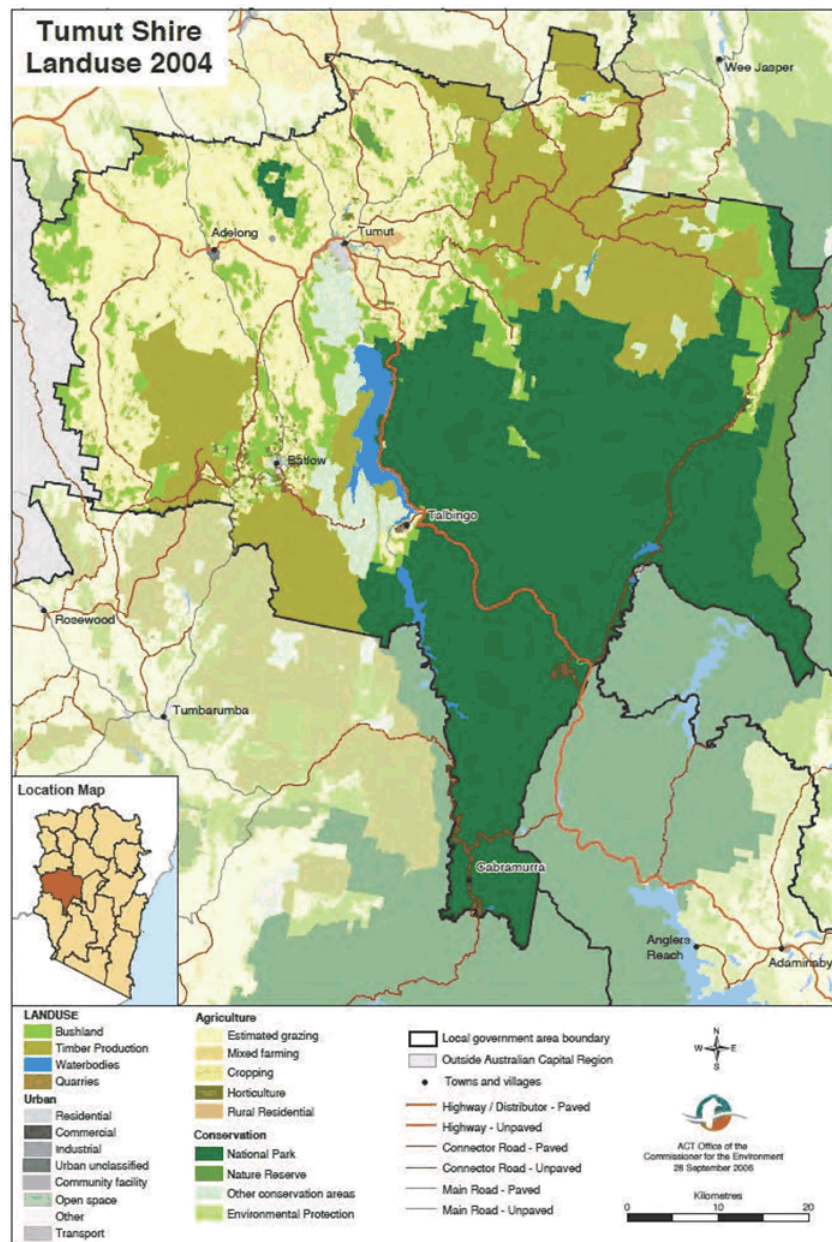 Tumut Shire
Landuse 2004
Wee Jasper
Adelong
Tumut
Batlow
Talbingo
Rosewood
Tumbarumba
Cabramurra
Anglers
Reach
Adaminaby
Location Map
LANDUSE
Bushland
Timber Production
Waterbodies
Quarries
Urban
Residential
Commercial
Industrial
Urban unclassified
Community facility
Open space
Other
Transport
Agriculture
Estimated grazing
Mixed farming
Cropping
Horticulture
Rural Residential
Conservation
National Park
Nature Reserve
Other conservation areas
Environmental Protection
Local government area boundary
Outside Australian Capital Region
Towns and villages
Highway / Distributor - Paved
Highway - Unpaved
Connector Road - Paved
Connector Road - Unpaved
Main Road - Paved
Main Road - Unpaved
N
W E
S
ACT Office of the
Commissioner for the Environment
28 September 2006
Kilometres
0 10 20